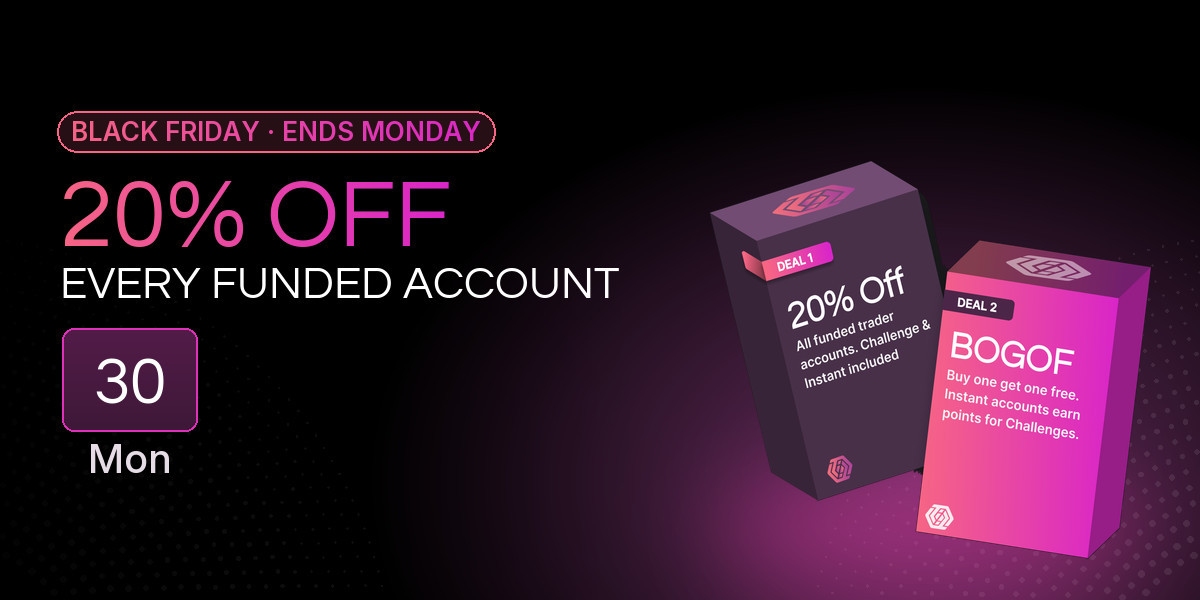 BLACK FRIDAY · ENDS MONDAY
20% OFF
EVERY FUNDED ACCOUNT
30
Mon
DEAL 1
20% Off
All funded trader
accounts. Challenge &
Instant included
DEAL 2
BOGOF
Buy one get one free.
Instant accounts earn
points for Challenges.